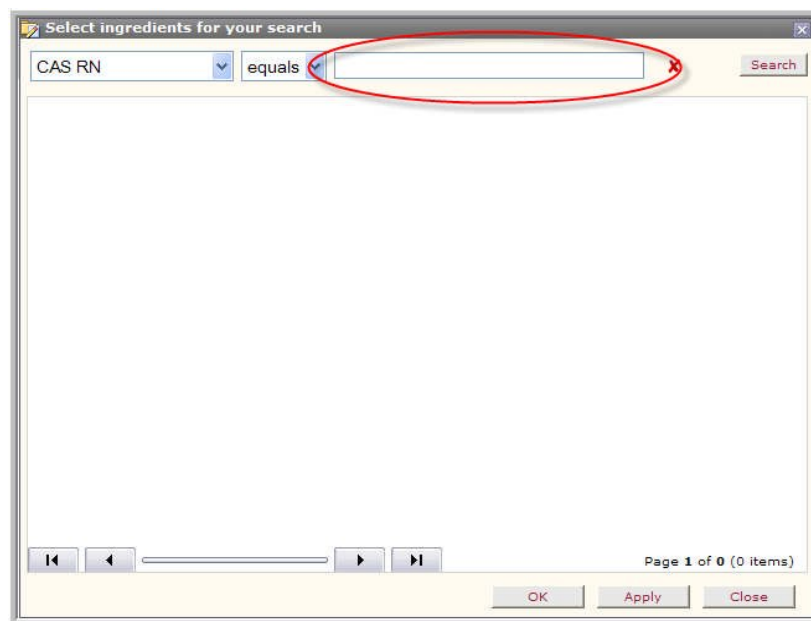 Select ingredients for your search
CAS RN equals Search
Page 1 of 0 (0 items)
OK Apply Close